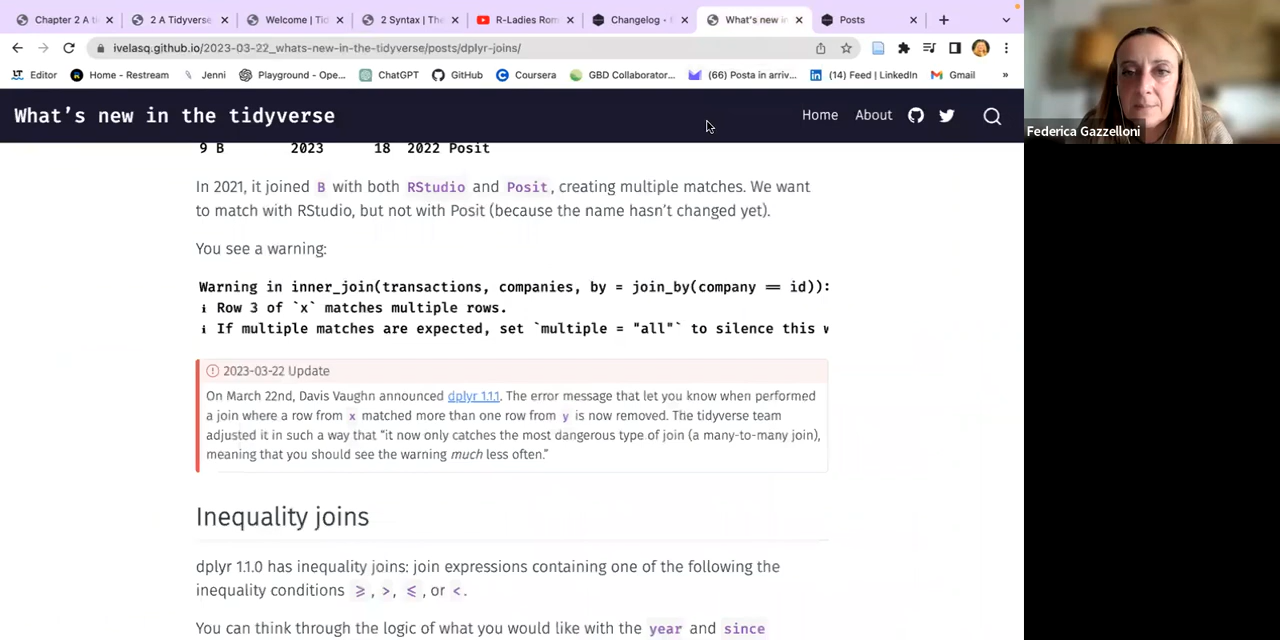 Chapter 2 A ti
2 A Tidyverse
Welcome | Tid
2 Syntax | The
R-Ladies Rom
Changelog -
What's new in
Posts
ivelasq.github.io/2023-03-22_whats-new-in-the-tidyverse/posts/dplyr-joins/
Editor
Home - Restream
Jenni
Playground - Ope...
ChatGPT
GitHub
Coursera
GBD Collaborator...
(66) Posta in arriv...
(14) Feed | LinkedIn
Gmail
»
What's new in the tidyverse
Home
About
Federica Gazzelloni
9 B 2023 18 2022 Posit
In 2021, it joined B with both RStudio and Posit, creating multiple matches. We want
to match with RStudio, but not with Posit (because the name hasn't changed yet).
You see a warning:
Warning in inner_join(transactions, companies, by = join_by(company == id)):
ℹ Row 3 of `x` matches multiple rows.
ℹ If multiple matches are expected, set `multiple = "all"` to silence this w
2023-03-22 Update
On March 22nd, Davis Vaughn announced dplyr 1.1.1. The error message that let you know when performed
a join where a row from x matched more than one row from y is now removed. The tidyverse team
adjusted it in such a way that “it now only catches the most dangerous type of join (a many-to-many join),
meaning that you should see the warning much less often.”
Inequality joins
dplyr 1.1.0 has inequality joins: join expressions containing one of the following the
inequality conditions >=, >, <=, or <.
You can think through the logic of what you would like with the year and since